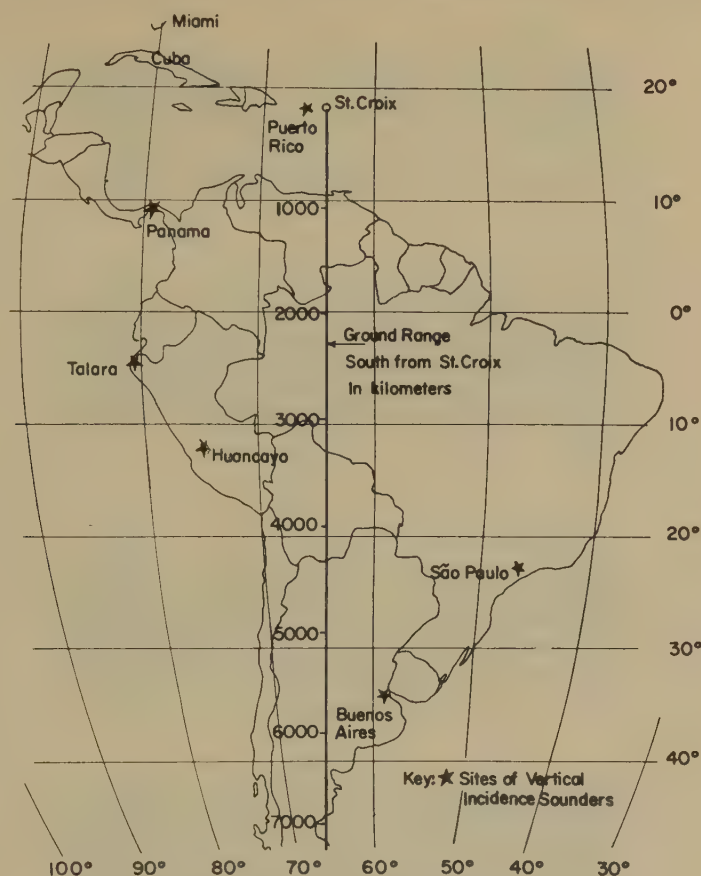 Miami
Cuba
20°
St. Croix
Puerto
Rico
1000
10°
Panama
2000
0°
Ground Range
South from St. Croix
In kilometers
Talara
3000
10°
Huancayo
4000
20°
São Paulo
5000
30°
Buenos
Aires
6000
40°
Key: ★ Sites of Vertical
Incidence Sounders
7000
100° 90° 80° 70° 60° 50° 40° 30°